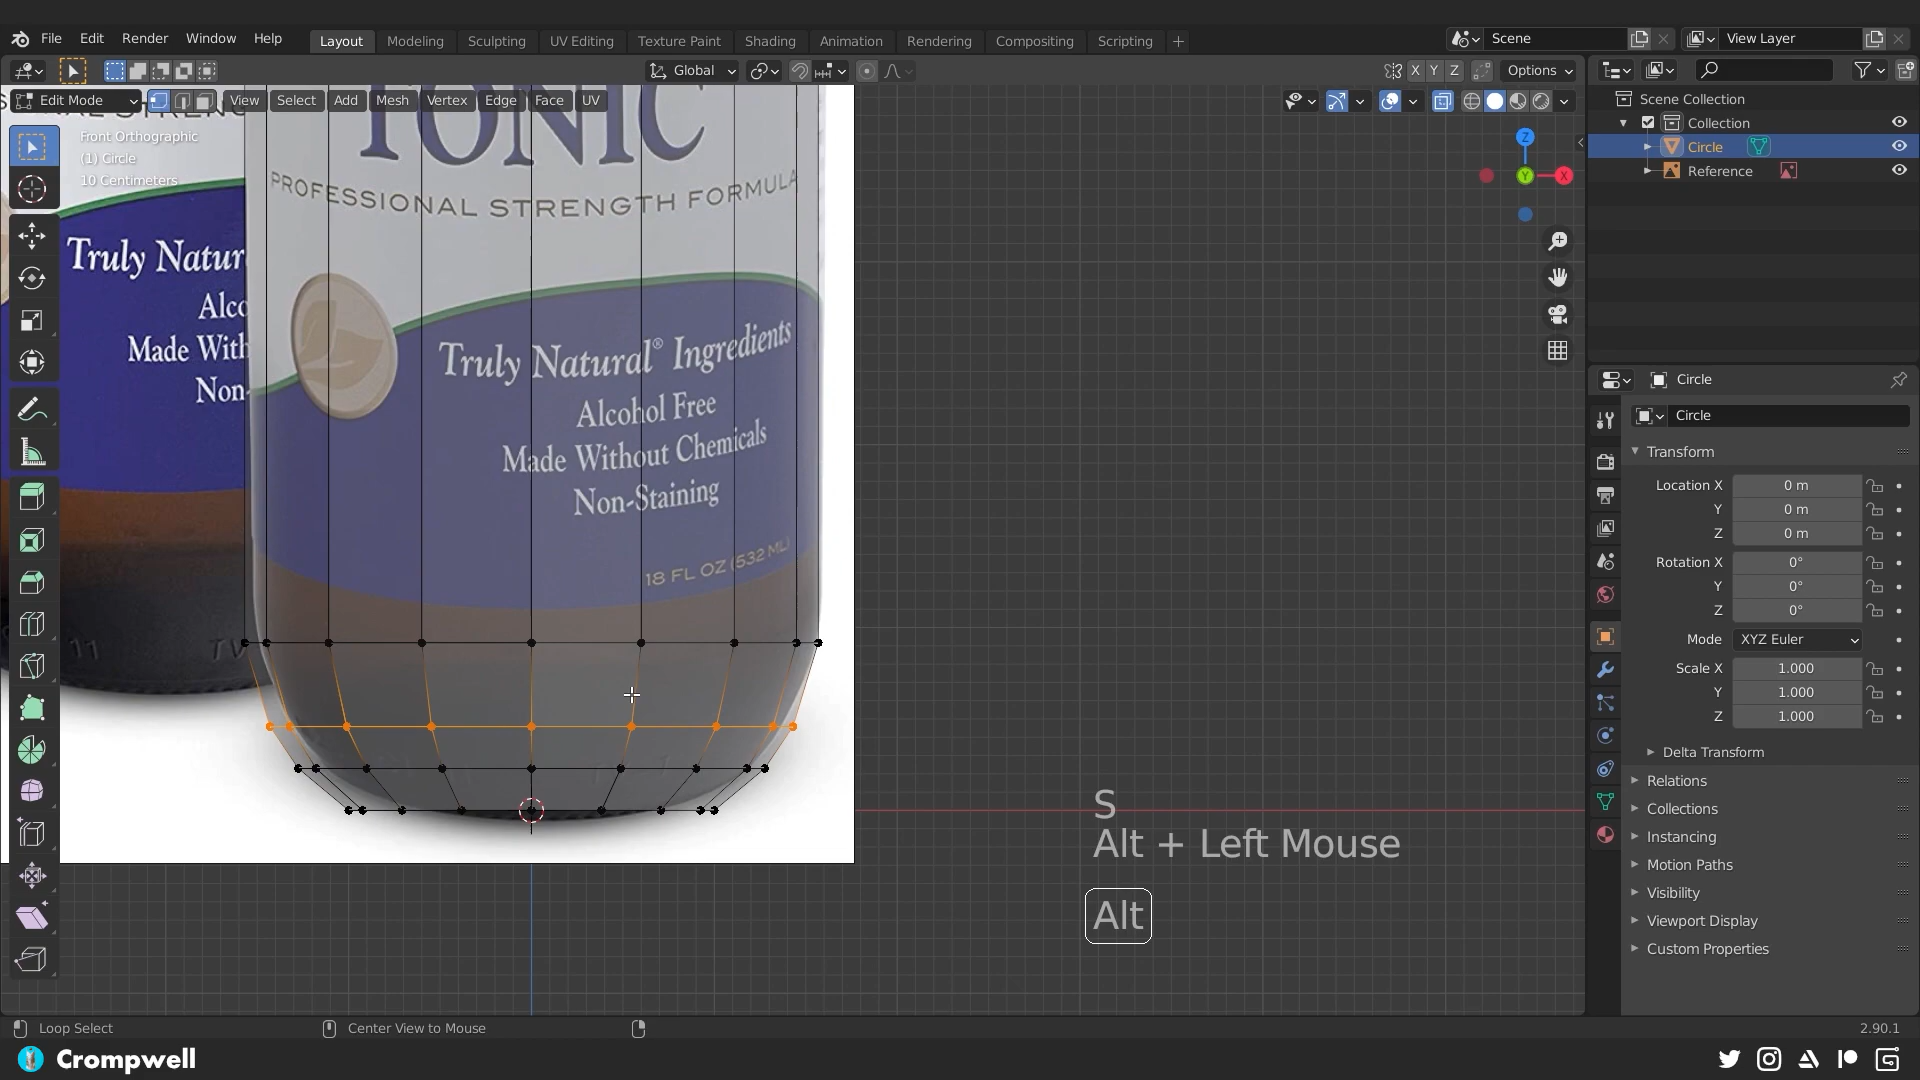 File Edit Render Window Help Layout Modeling Sculpting UV Editing Texture Paint Shading Animation Rendering Compositing Scripting + Scene View Layer
Global X Y Z Options
Edit Mode View Select Add Mesh Vertex Edge Face UV
Front Orthographic
(1) Circle
10 Centimeters
TONIC
PROFESSIONAL STRENGTH FORMULA
Truly Natural® Ingredients
Alcohol Free
Made Without Chemicals
Non-Staining
18 FL OZ (532 ML)
Truly Natur
Alco
Made With
Non-
11
Z
Y
X
S
Alt + Left Mouse
Alt
Scene Collection
Collection
Circle
Reference
Circle
Circle
Transform
Location X 0 m
Y 0 m
Z 0 m
Rotation X 0°
Y 0°
Z 0°
Mode XYZ Euler
Scale X 1.000
Y 1.000
Z 1.000
Delta Transform
Relations
Collections
Instancing
Motion Paths
Visibility
Viewport Display
Custom Properties
Loop Select Center View to Mouse 2.90.1
Crompwell